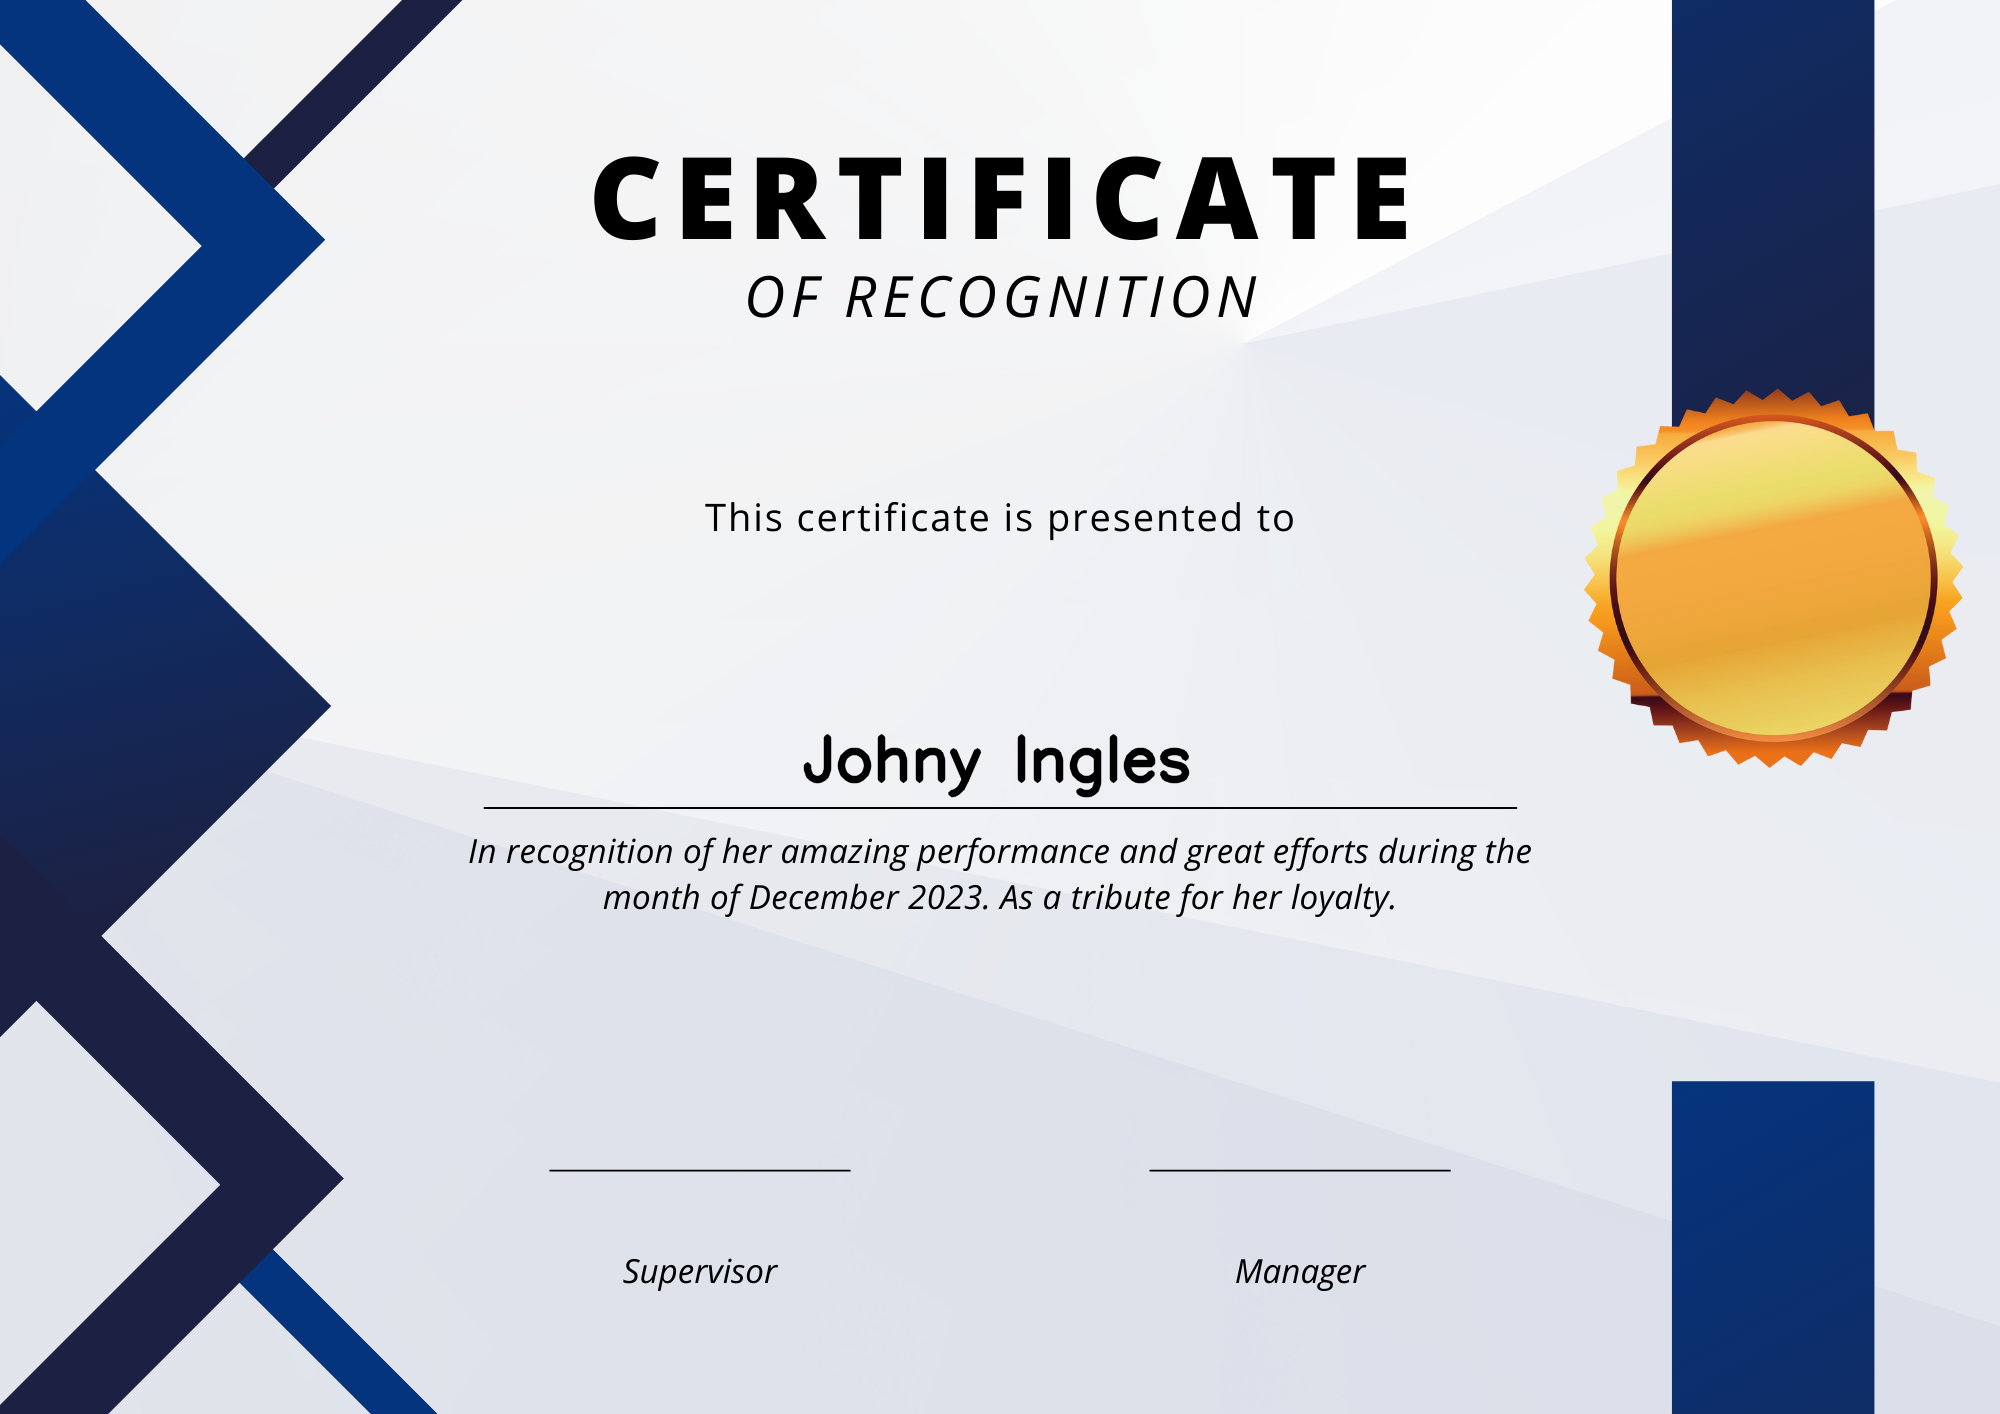 CERTIFICATE
OF RECOGNITION
This certificate is presented to
Johny Ingles
In recognition of her amazing performance and great efforts during the
month of December 2023. As a tribute for her loyalty.
Supervisor
Manager